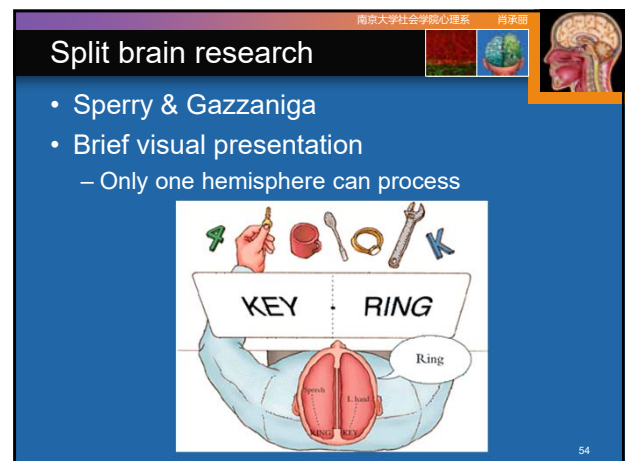 南京大学社会学院心理系 肖承丽
Split brain research
• Sperry & Gazzaniga
• Brief visual presentation
– Only one hemisphere can process
4
K
KEY · RING
Ring
Speech L hand
RING KEY
54